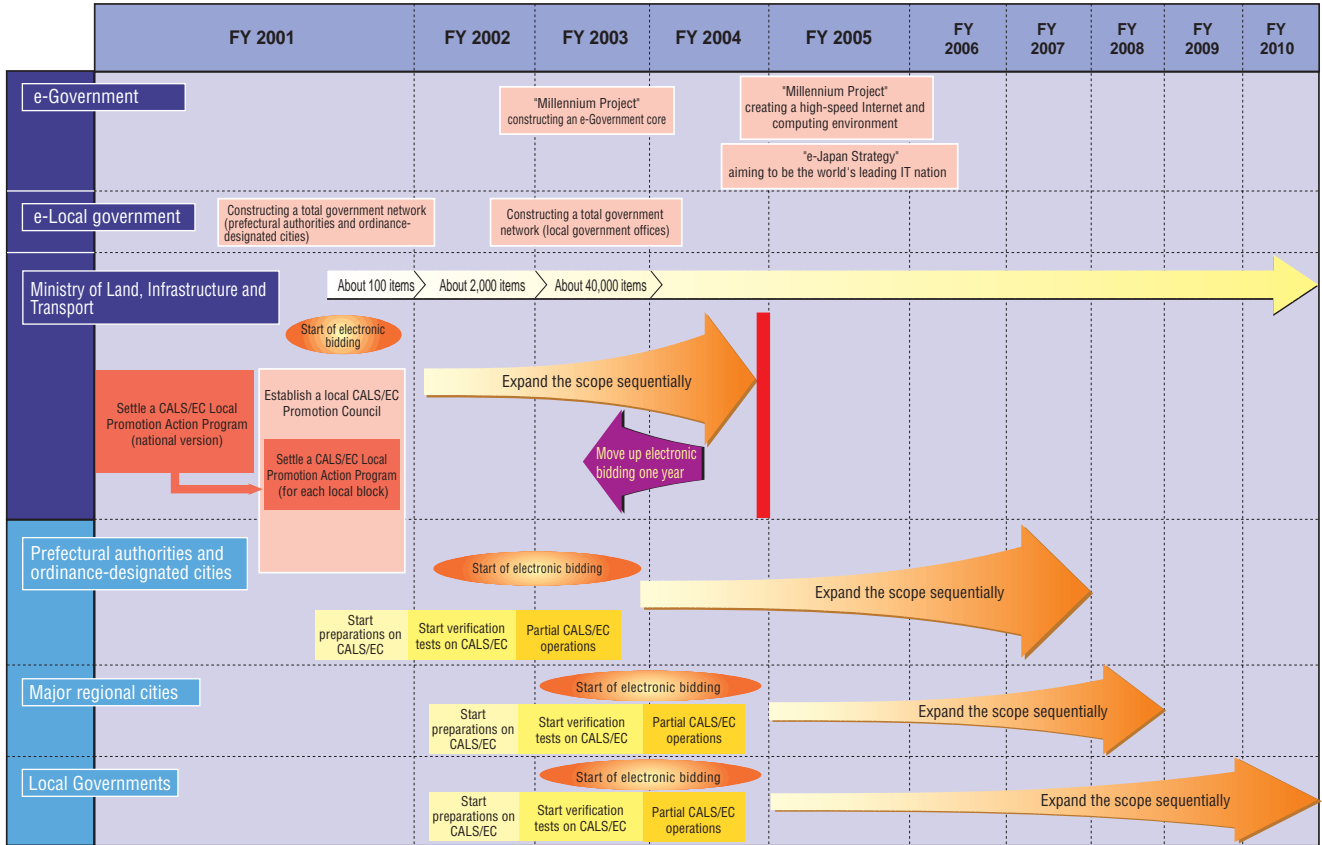 FY 2001
FY 2002
FY 2003
FY 2004
FY 2005
FY
2006
FY
2007
FY
2008
FY
2009
FY
2010
e-Government
"Millennium Project"
constructing an e-Government core
"Millennium Project"
creating a high-speed Internet and
computing environment
"e-Japan Strategy"
aiming to be the world's leading IT nation
e-Local government
Constructing a total government network
(prefectural authorities and ordinance-
designated cities)
Constructing a total government
network (local government offices)
Ministry of Land, Infrastructure and
Transport
About 100 items
About 2,000 items
About 40,000 items
Start of electronic
bidding
Expand the scope sequentially
Settle a CALS/EC Local
Promotion Action Program
(national version)
Establish a local CALS/EC
Promotion Council
Settle a CALS/EC Local
Promotion Action Program
(for each local block)
Move up electronic
bidding one year
Prefectural authorities and
ordinance-designated cities
Start of electronic bidding
Expand the scope sequentially
Start
preparations on
CALS/EC
Start verification
tests on CALS/EC
Partial CALS/EC
operations
Major regional cities
Start of electronic bidding
Expand the scope sequentially
Start
preparations on
CALS/EC
Start verification
tests on CALS/EC
Partial CALS/EC
operations
Local Governments
Start of electronic bidding
Expand the scope sequentially
Start
preparations on
CALS/EC
Start verification
tests on CALS/EC
Partial CALS/EC
operations